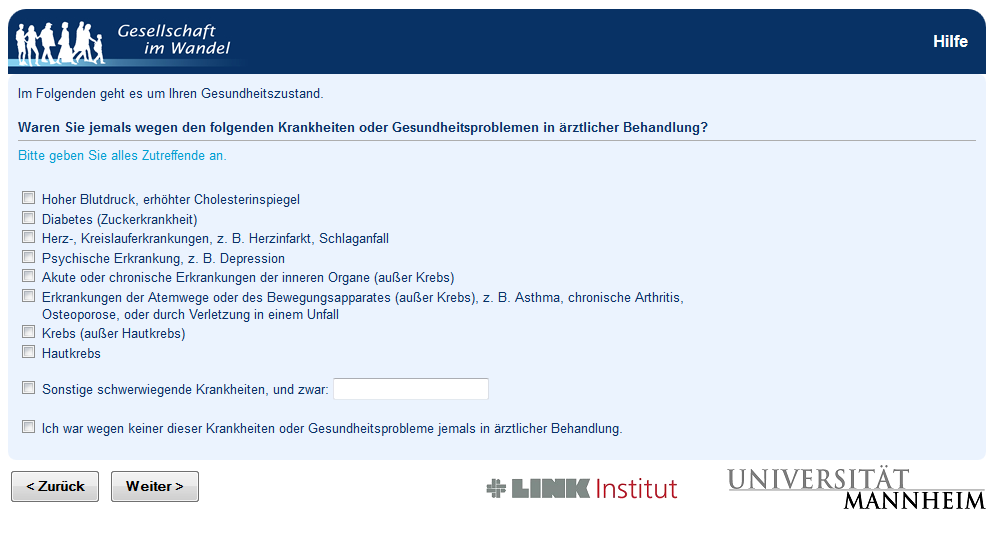 Gesellschaft
im Wandel
Hilfe
Im Folgenden geht es um Ihren Gesundheitszustand.
Waren Sie jemals wegen den folgenden Krankheiten oder Gesundheitsproblemen in ärztlicher Behandlung?
Bitte geben Sie alles Zutreffende an.
Hoher Blutdruck, erhöhter Cholesterinspiegel
Diabetes (Zuckerkrankheit)
Herz-, Kreislauferkrankungen, z. B. Herzinfarkt, Schlaganfall
Psychische Erkrankung, z. B. Depression
Akute oder chronische Erkrankungen der inneren Organe (außer Krebs)
Erkrankungen der Atemwege oder des Bewegungsapparates (außer Krebs), z. B. Asthma, chronische Arthritis,
Osteoporose, oder durch Verletzung in einem Unfall
Krebs (außer Hautkrebs)
Hautkrebs
Sonstige schwerwiegende Krankheiten, und zwar:
Ich war wegen keiner dieser Krankheiten oder Gesundheitsprobleme jemals in ärztlicher Behandlung.
< Zurück Weiter >
LINK Institut
UNIVERSITÄT
MANNHEIM